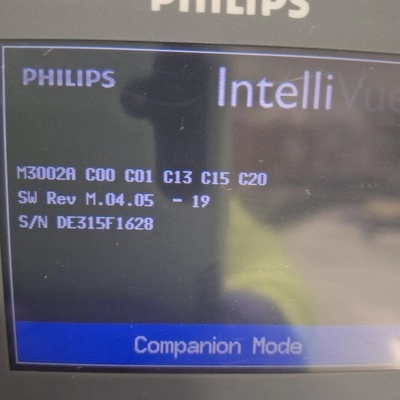 PHILIPS
PHILIPS IntelliVue
M3002A C00 C01 C13 C15 C20
SW Rev M.04.05 - 19
S/N DE315F1628
Companion Mode